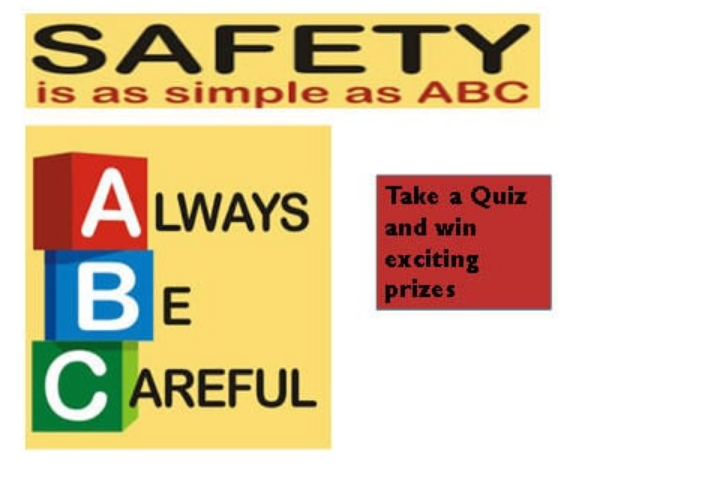 SAFETY
is as simple as ABC
ALWAYS
BE
CAREFUL
Take a Quiz
and win
exciting
prizes